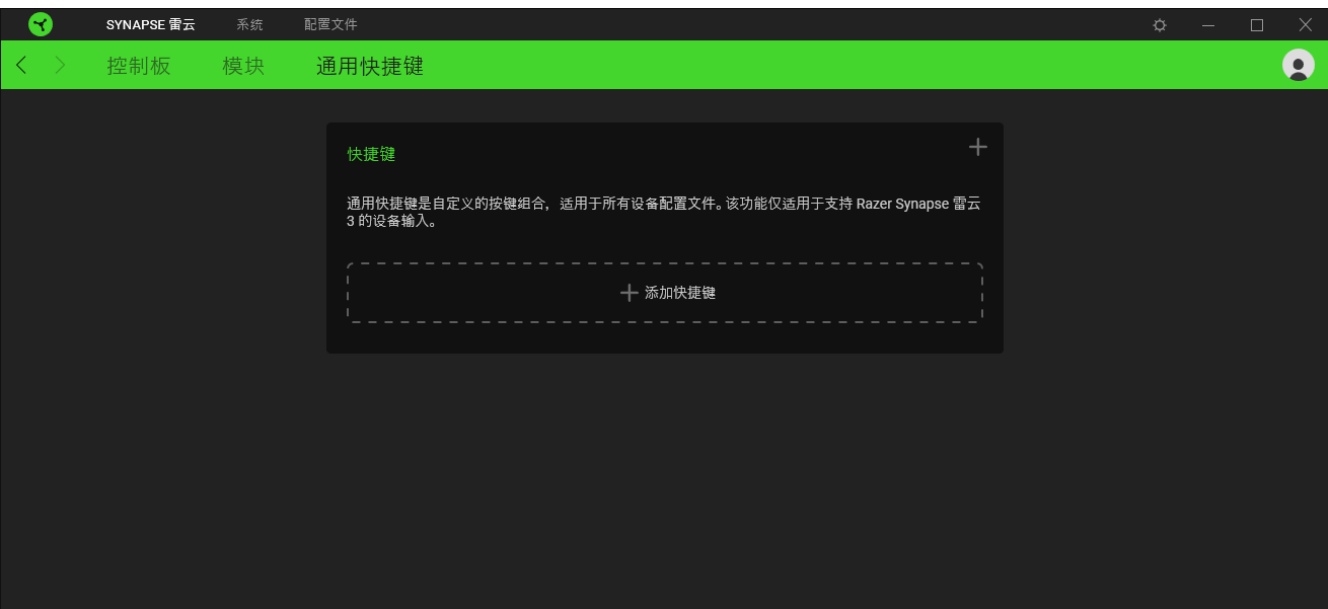 SYNAPSE 雷云 系统 配置文件
控制板 模块 通用快捷键
快捷键
通用快捷键是自定义的按键组合，适用于所有设备配置文件。该功能仅适用于支持 Razer Synapse 雷云
3 的设备输入。
添加快捷键